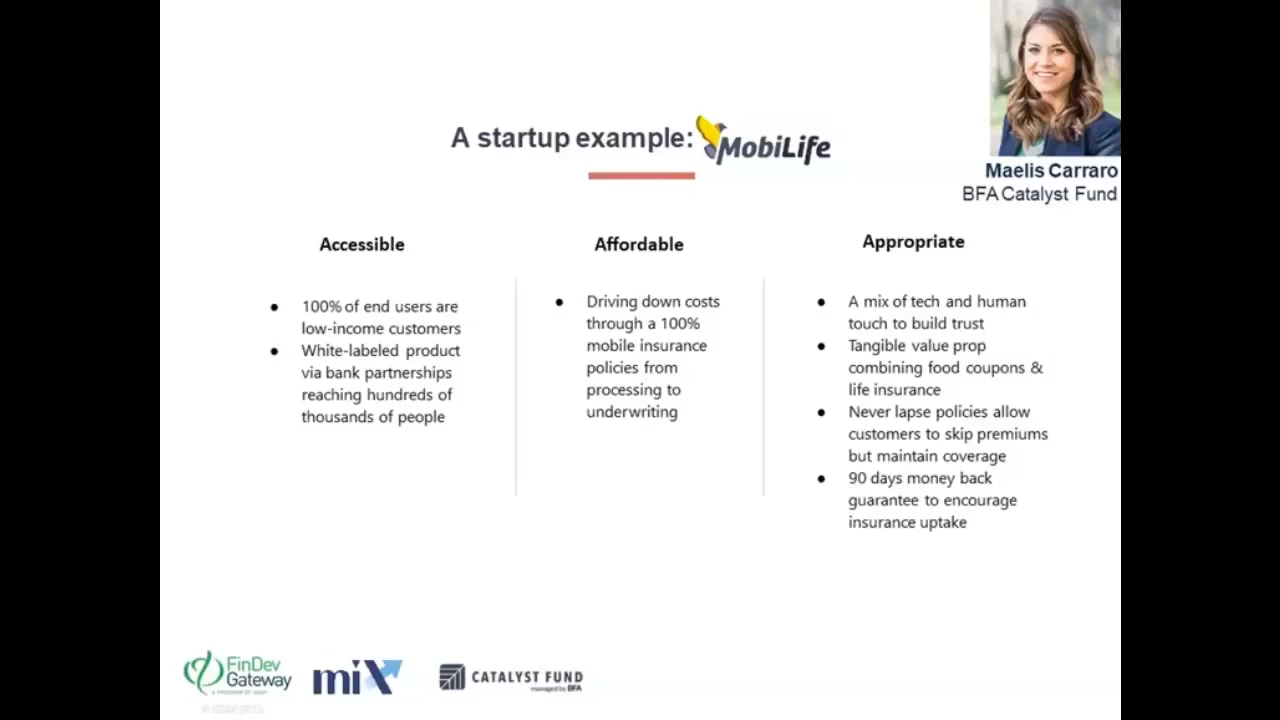 A startup example:
MobiLife
Maelis Carraro
BFA Catalyst Fund
Accessible
● 100% of end users are
low-income customers
● White-labeled product
via bank partnerships
reaching hundreds of
thousands of people
Affordable
● Driving down costs
through a 100%
mobile insurance
policies from
processing to
underwriting
Appropriate
● A mix of tech and human
touch to build trust
● Tangible value prop
combining food coupons &
life insurance
● Never lapse policies allow
customers to skip premiums
but maintain coverage
● 90 days money back
guarantee to encourage
insurance uptake
FinDev
Gateway
A PROGRAM OF CGAP
miX
CATALYST FUND
managed by BFA